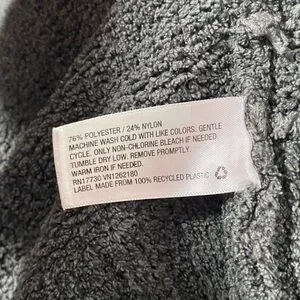 76% POLYESTER / 24% NYLON
MACHINE WASH COLD WITH LIKE COLORS. GENTLE
CYCLE. ONLY NON-CHLORINE BLEACH IF NEEDED.
TUMBLE DRY LOW. REMOVE PROMPTLY.
WARM IRON IF NEEDED.
RN17730 VN1262180
LABEL MADE FROM 100% RECYCLED PLASTIC